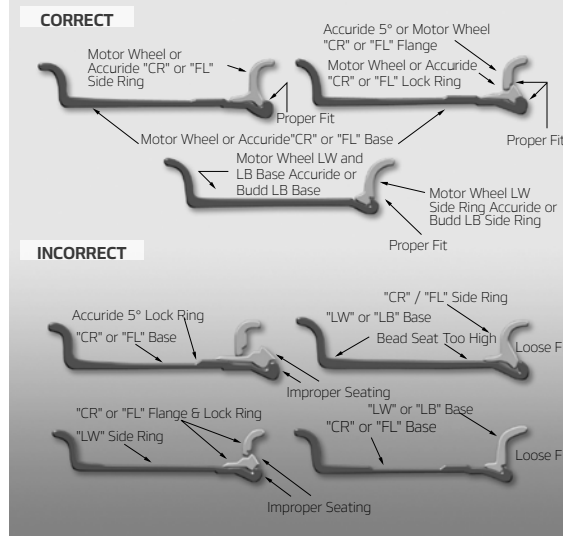 CORRECT
Motor Wheel or
Accuride "CR" or "FL"
Side Ring
Proper Fit
Accuride 5° or Motor Wheel
"CR" or "FL" Flange
Motor Wheel or Accuride
"CR" or "FL" Lock Ring
Proper Fit
Motor Wheel or Accuride"CR" or "FL" Base
Motor Wheel LW and
LB Base Accuride or
Budd LB Base
Motor Wheel LW
Side Ring Accuride or
Budd LB Side Ring
Proper Fit
INCORRECT
Accuride 5° Lock Ring
"CR" or "FL" Base
Improper Seating
"CR" / "FL" Side Ring
"LW" or "LB" Base
Bead Seat Too High
Loose F
"CR" or "FL" Flange & Lock Ring
"LW" Side Ring
Improper Seating
"LW" or "LB" Base
"CR" or "FL" Base
Loose F